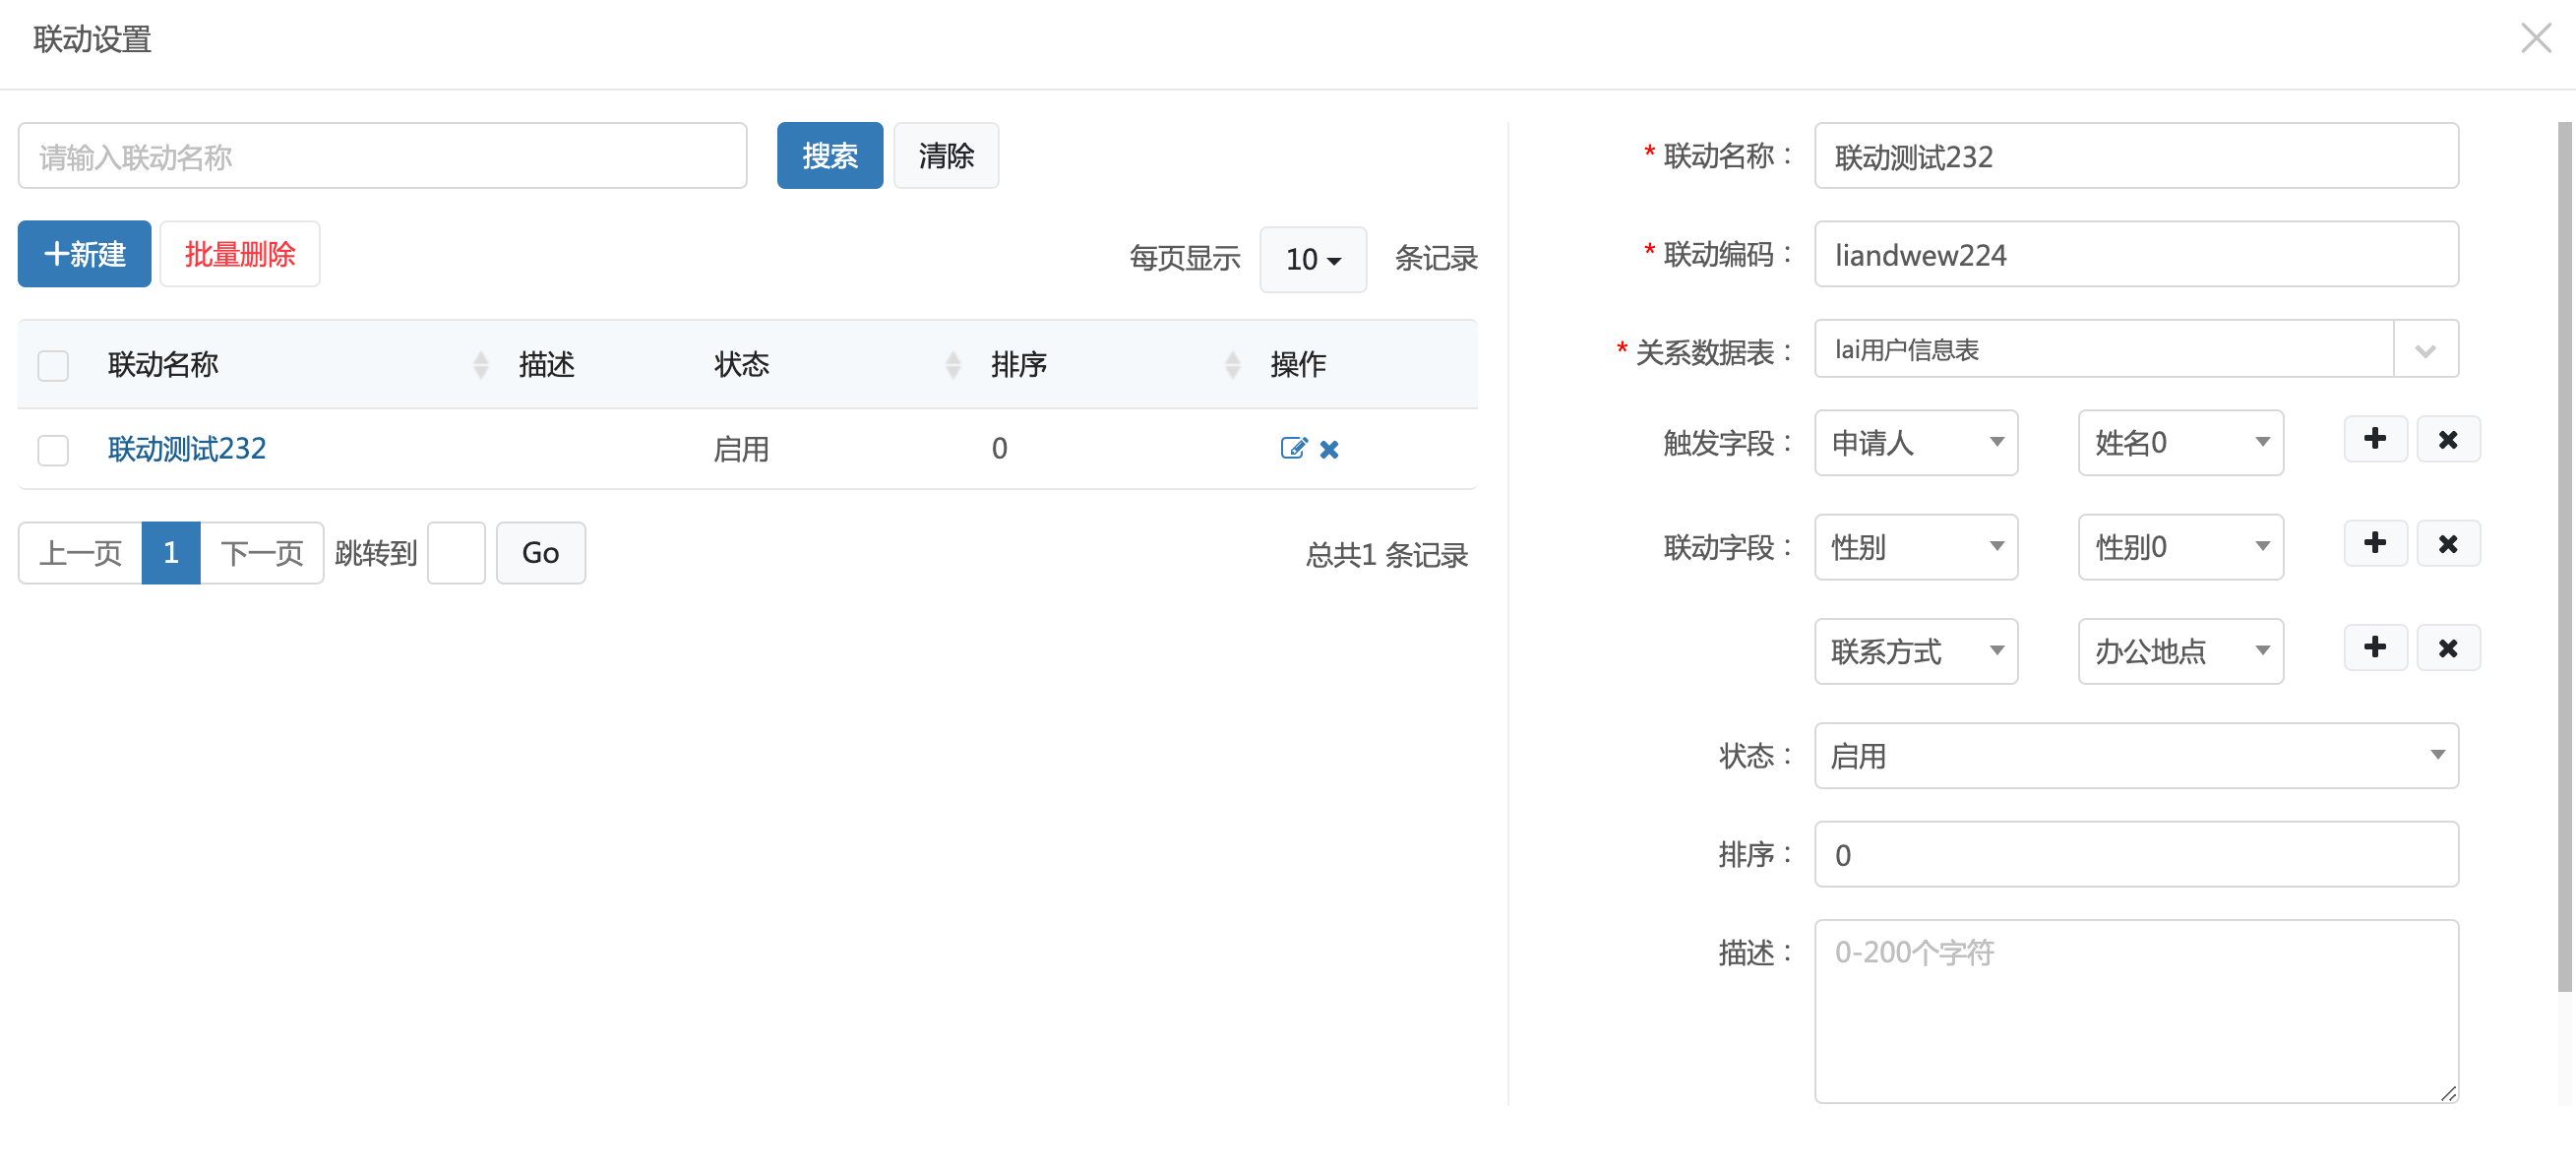 联动设置
请输入联动名称
搜索
清除
+新建
批量删除
每页显示 10 条记录
联动名称 描述 状态 排序 操作
联动测试232 启用 0
上一页 1 下一页 跳转到 Go
总共1 条记录
* 联动名称：联动测试232
* 联动编码：liandwew224
* 关系数据表：lai用户信息表
触发字段：申请人 姓名0
联动字段：性别 性别0
联系方式 办公地点
状态：启用
排序：0
描述：0-200个字符